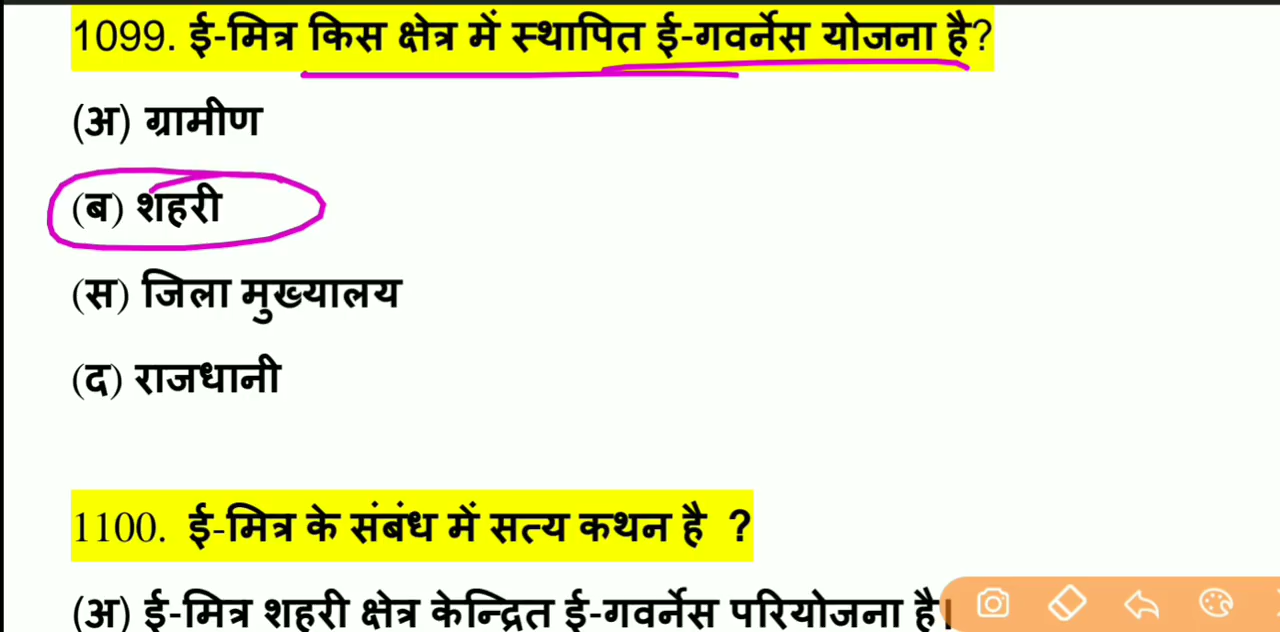 1099. ई-मित्र किस क्षेत्र में स्थापित ई-गवर्नेस योजना है?
(अ) ग्रामीण
(ब) शहरी
(स) जिला मुख्यालय
(द) राजधानी
1100. ई-मित्र के संबंध में सत्य कथन है ?
(अ) ई-मित्र शहरी क्षेत्र केन्द्रित ई-गवर्नेस परियोजना है।